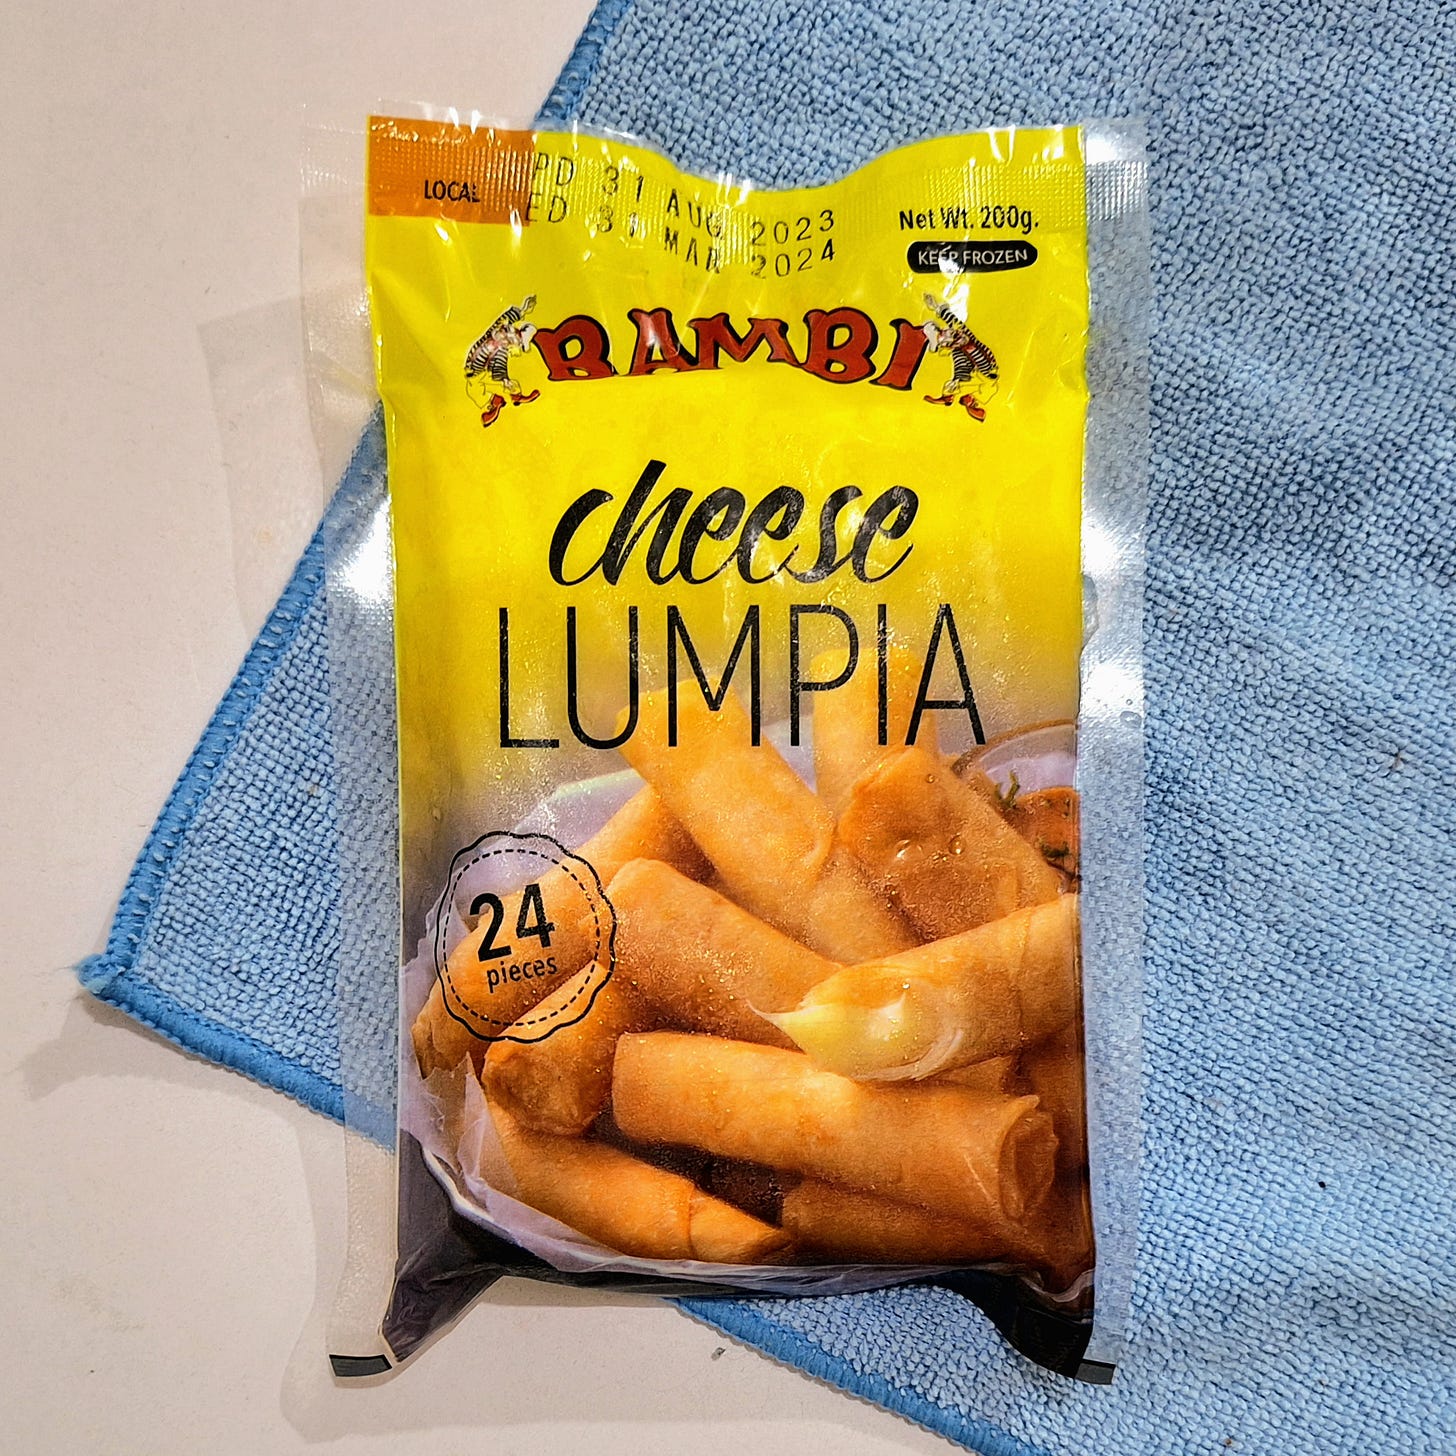 LOCAL
PD 31 AUG 2023
ED 31 MAR 2024
Net Wt. 200g.
KEEP FROZEN
BAMBI
cheese
LUMPIA
24
pieces